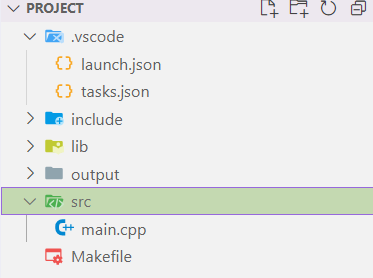 PROJECT
.vscode
launch.json
tasks.json
include
lib
output
src
main.cpp
Makefile